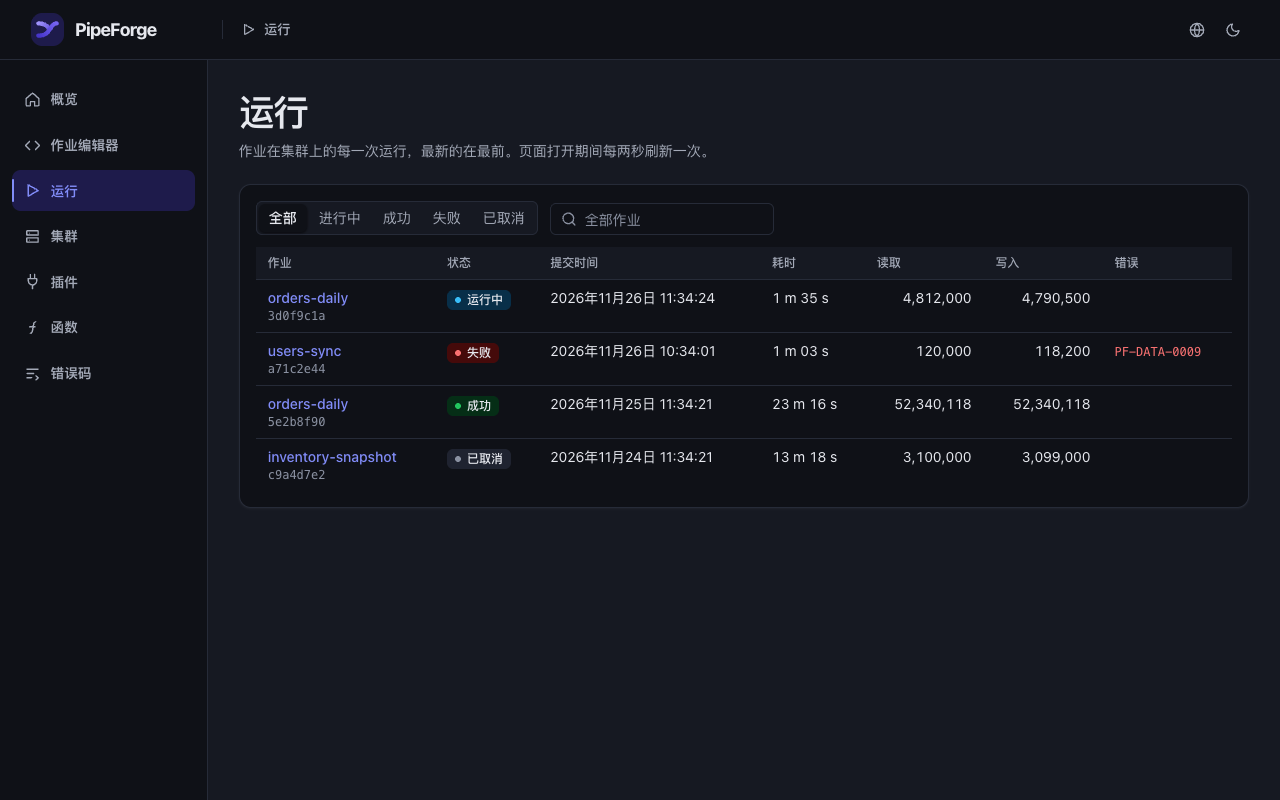 PipeForge
运行
概览
作业编辑器
运行
集群
插件
函数
错误码
运行
作业在集群上的每一次运行，最新的在最前。页面打开期间每两秒刷新一次。
全部 进行中 成功 失败 已取消 全部作业
作业 状态 提交时间 耗时 读取 写入 错误
orders-daily 运行中 2026年11月26日 11:34:24 1 m 35 s 4,812,000 4,790,500
3d0f9c1a
users-sync 失败 2026年11月26日 10:34:01 1 m 03 s 120,000 118,200 PF-DATA-0009
a71c2e44
orders-daily 成功 2026年11月25日 11:34:21 23 m 16 s 52,340,118 52,340,118
5e2b8f90
inventory-snapshot 已取消 2026年11月24日 11:34:21 13 m 18 s 3,100,000 3,099,000
c9a4d7e2